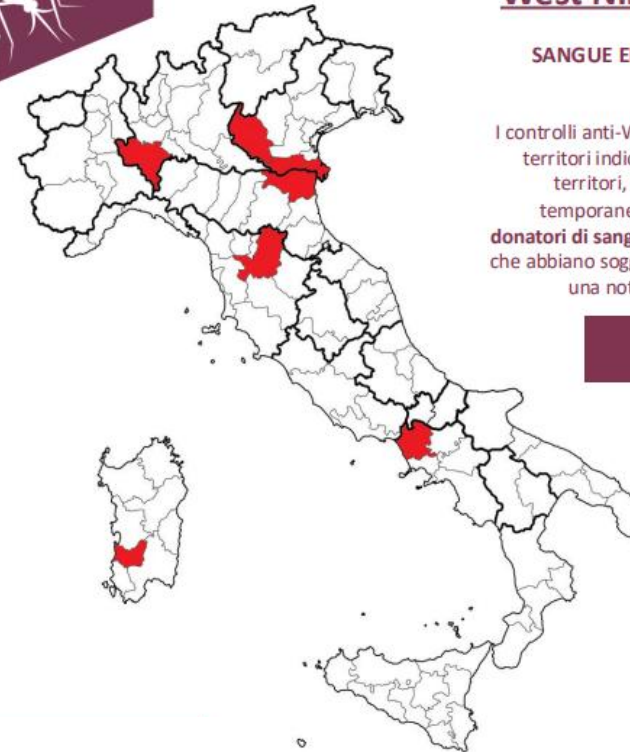 SANGUE E
I controlli anti-W
territori indic
territori,
temporane
donatori di sang
che abbiano sogg
una not